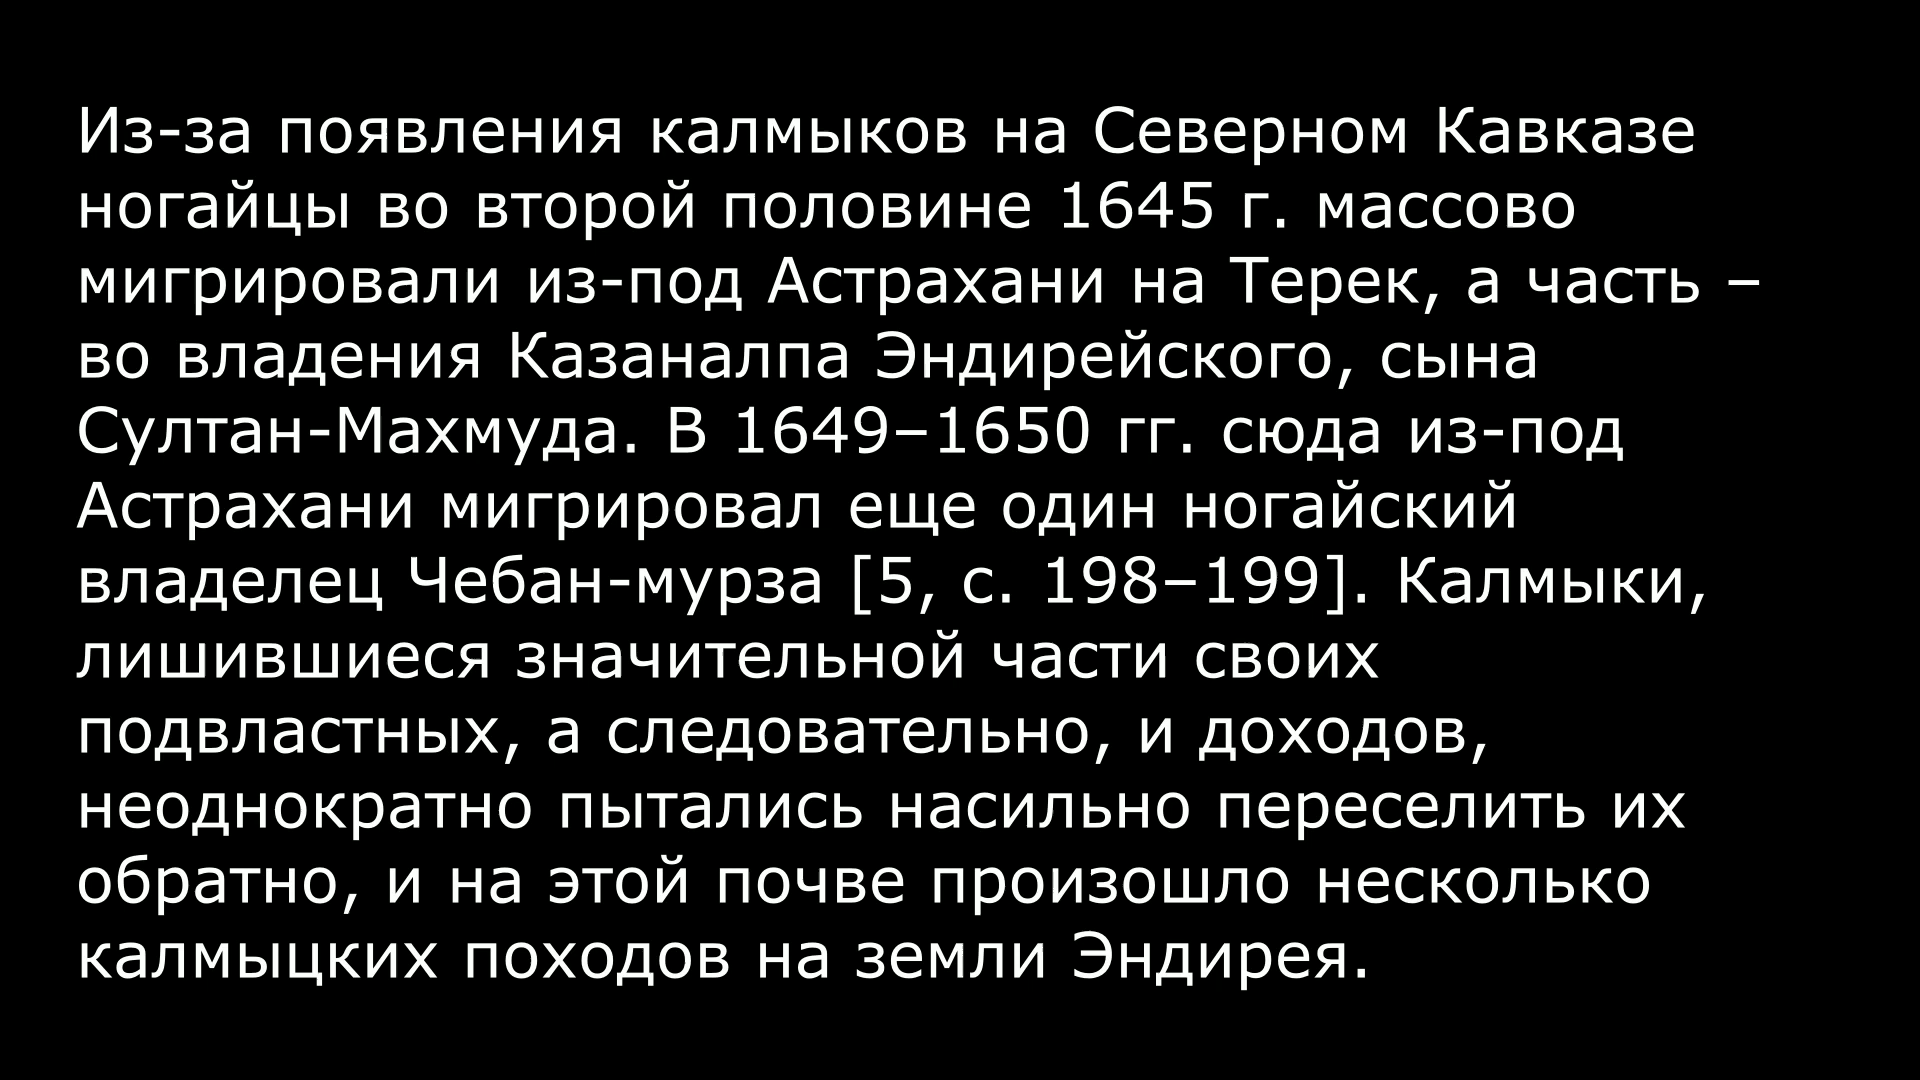 Из-за появления калмыков на Северном Кавказе
ногайцы во второй половине 1645 г. массово
мигрировали из-под Астрахани на Терек, а часть –
во владения Казаналпа Эндирейского, сына
Султан-Махмуда. В 1649–1650 гг. сюда из-под
Астрахани мигрировал еще один ногайский
владелец Чебан-мурза [5, с. 198–199]. Калмыки,
лишившиеся значительной части своих
подвластных, а следовательно, и доходов,
неоднократно пытались насильно переселить их
обратно, и на этой почве произошло несколько
калмыцких походов на земли Эндирея.